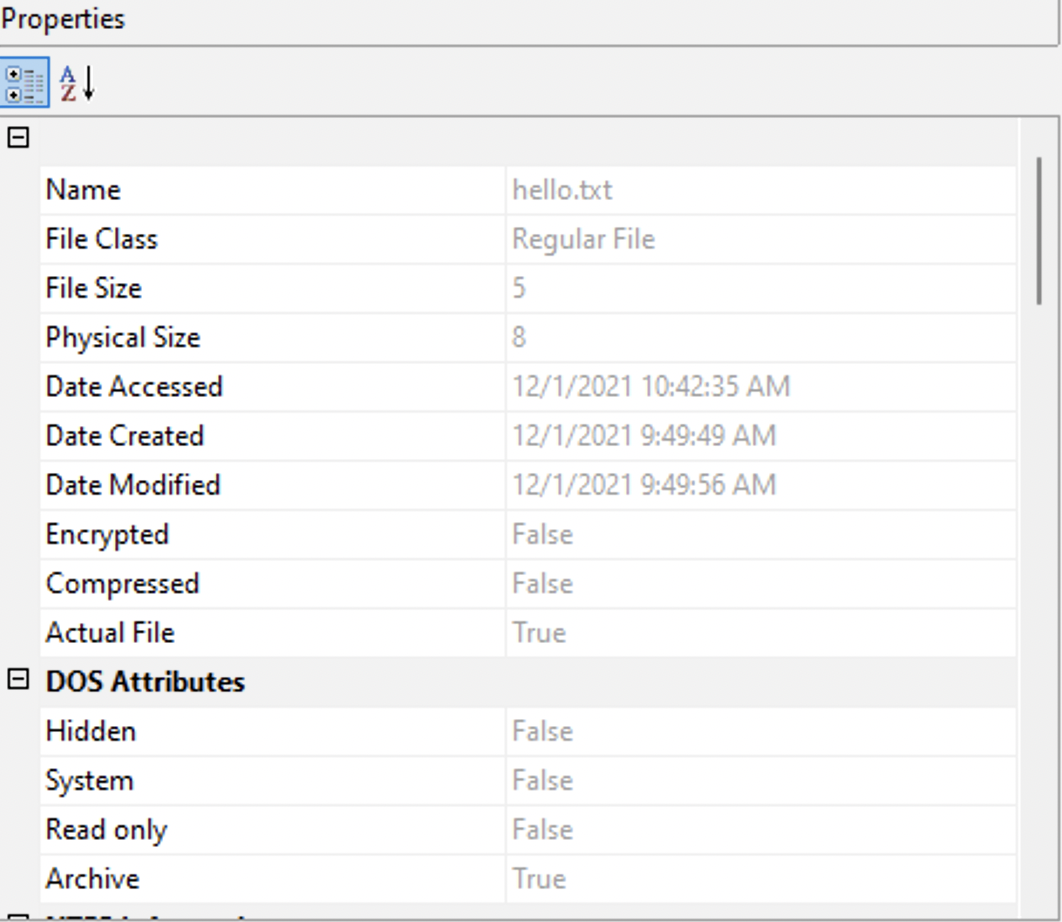 Properties
A
Z
Name hello.txt
File Class Regular File
File Size 5
Physical Size 8
Date Accessed 12/1/2021 10:42:35 AM
Date Created 12/1/2021 9:49:49 AM
Date Modified 12/1/2021 9:49:56 AM
Encrypted False
Compressed False
Actual File True
DOS Attributes
Hidden False
System False
Read only False
Archive True